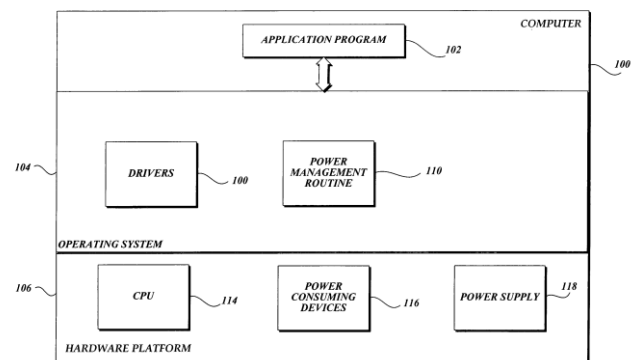 COMPUTER
APPLICATION PROGRAM
102
100
104
DRIVERS
100
POWER
MANAGEMENT
ROUTINE
110
OPERATING SYSTEM
106
CPU
114
POWER
CONSUMING
DEVICES
116
POWER SUPPLY
118
HARDWARE PLATFORM